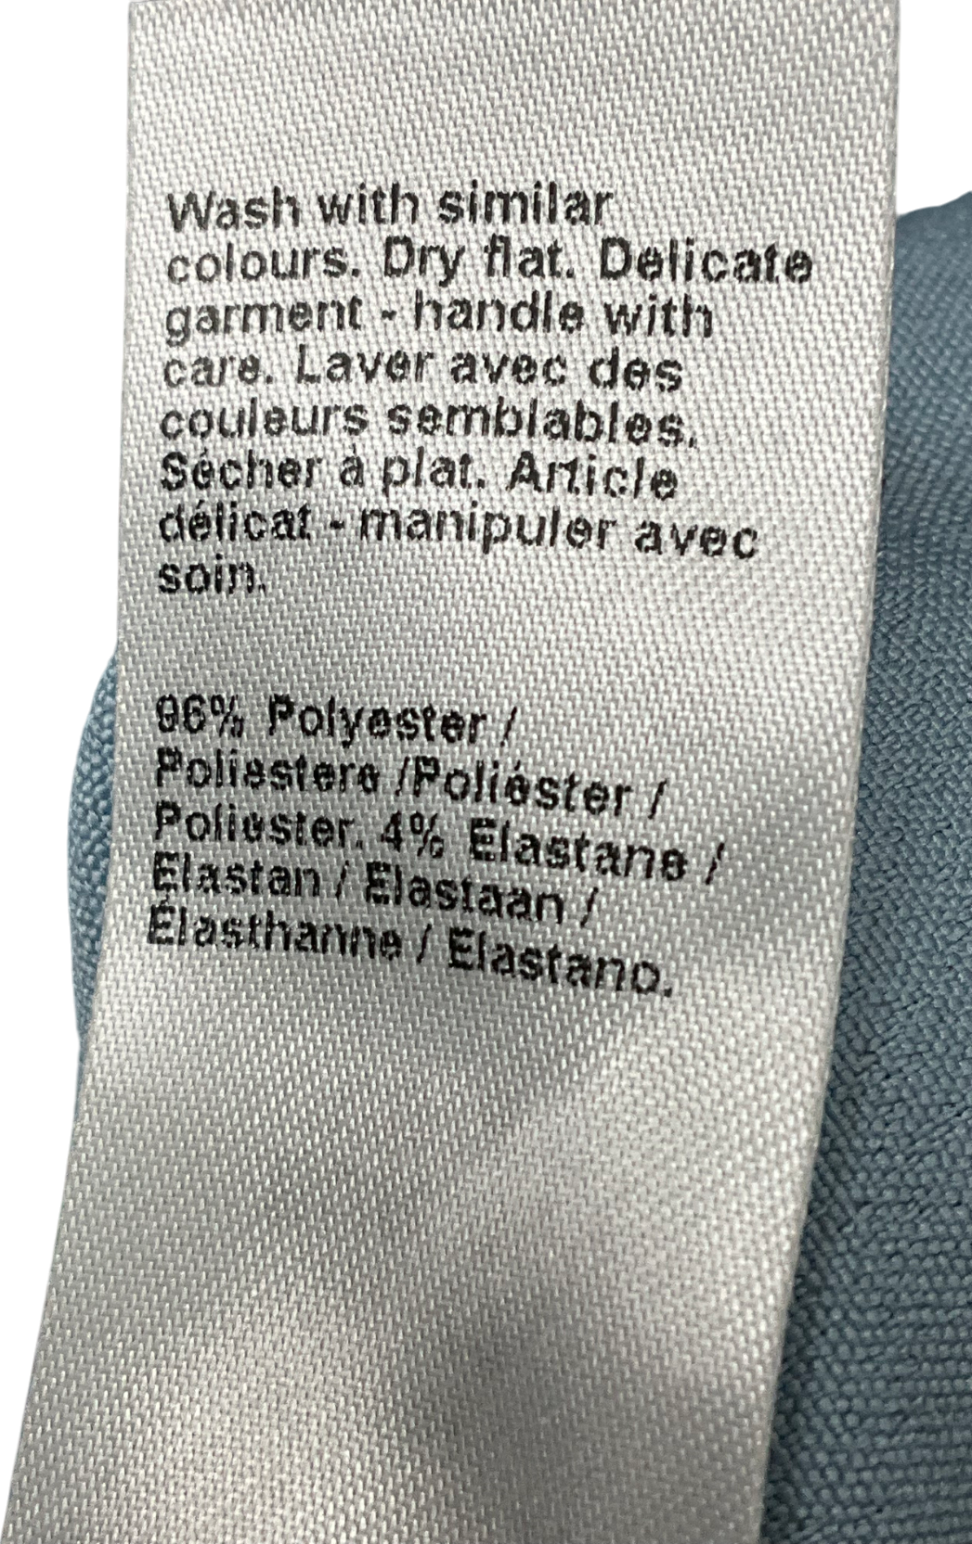 Wash with similar
colours. Dry flat. Delicate
garment - handle with
care. Laver avec des
couleurs semblables.
Sécher à plat. Article
délicat - manipuler avec
soin.
96% Polyester /
Poliestere /Poliéster /
Poliester. 4% Elastane /
Elastan / Elastaan /
Élasthanne / Elastano.